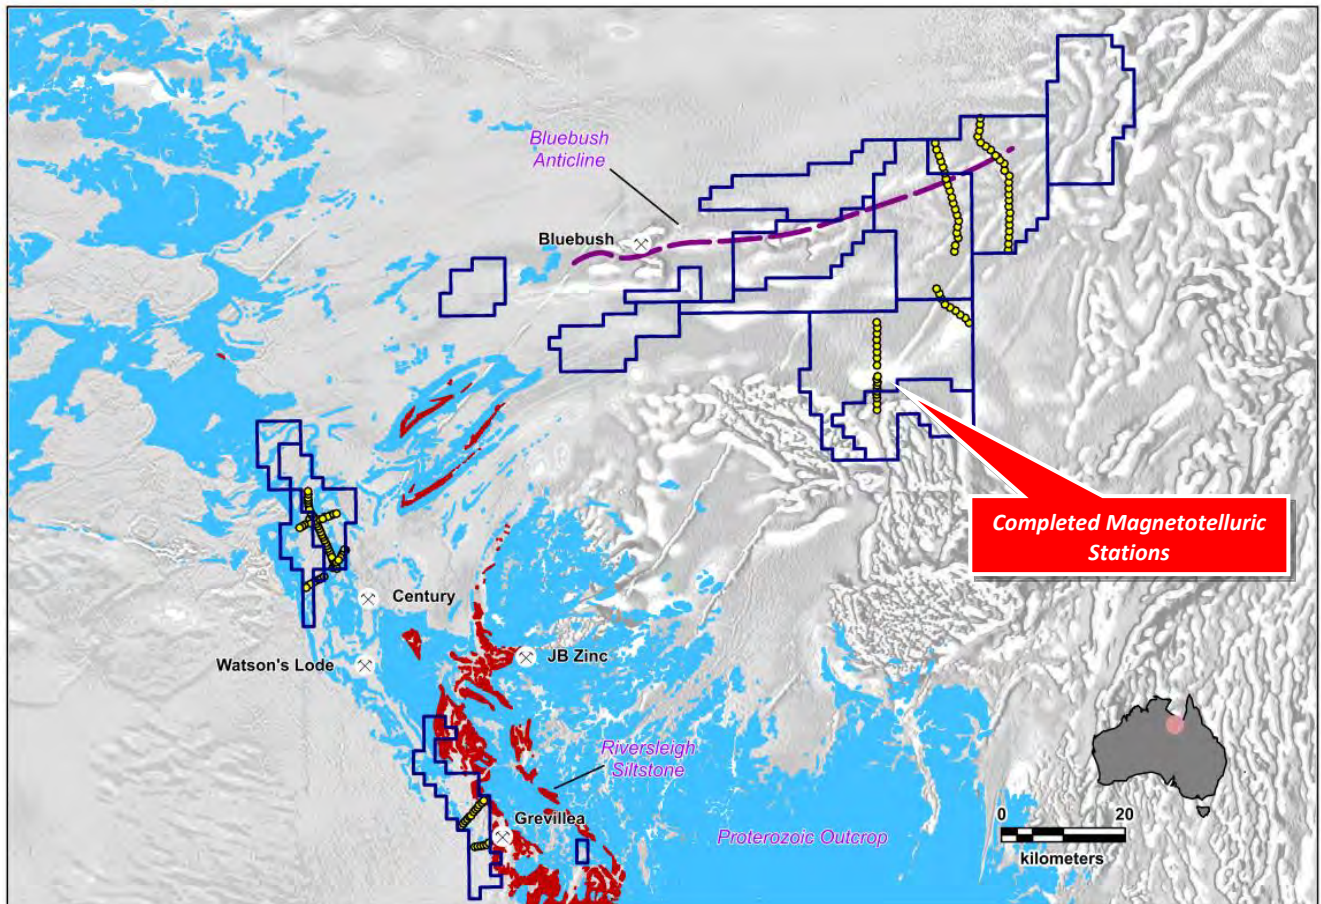 Bluebush
Anticline
Bluebush
Completed Magnetotelluric
Stations
Century
Watson's Lode
JB Zinc
Riversleigh
Siltstone
Grevillea
Proterozoic Outcrop
0 20
kilometers